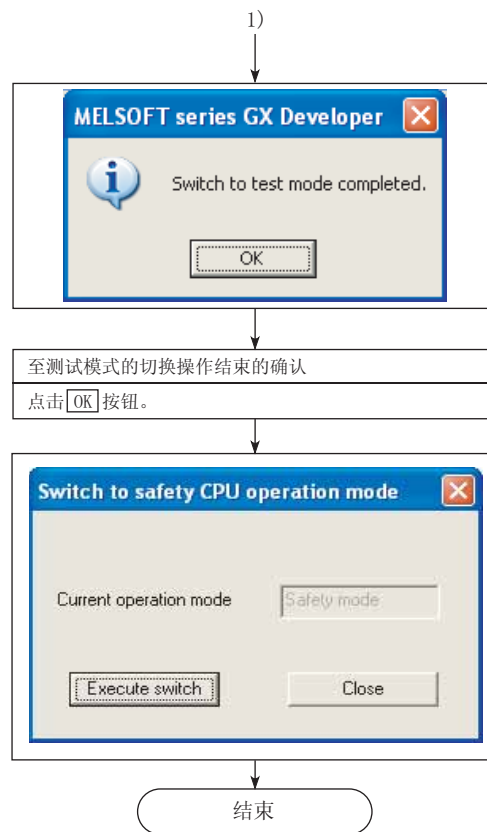 1)
MELSOFT series GX Developer
Switch to test mode completed.
OK
至测试模式的切换操作结束的确认
点击OK按钮。
Switch to safety CPU operation mode
Current operation mode Safety mode
Execute switch Close
结束